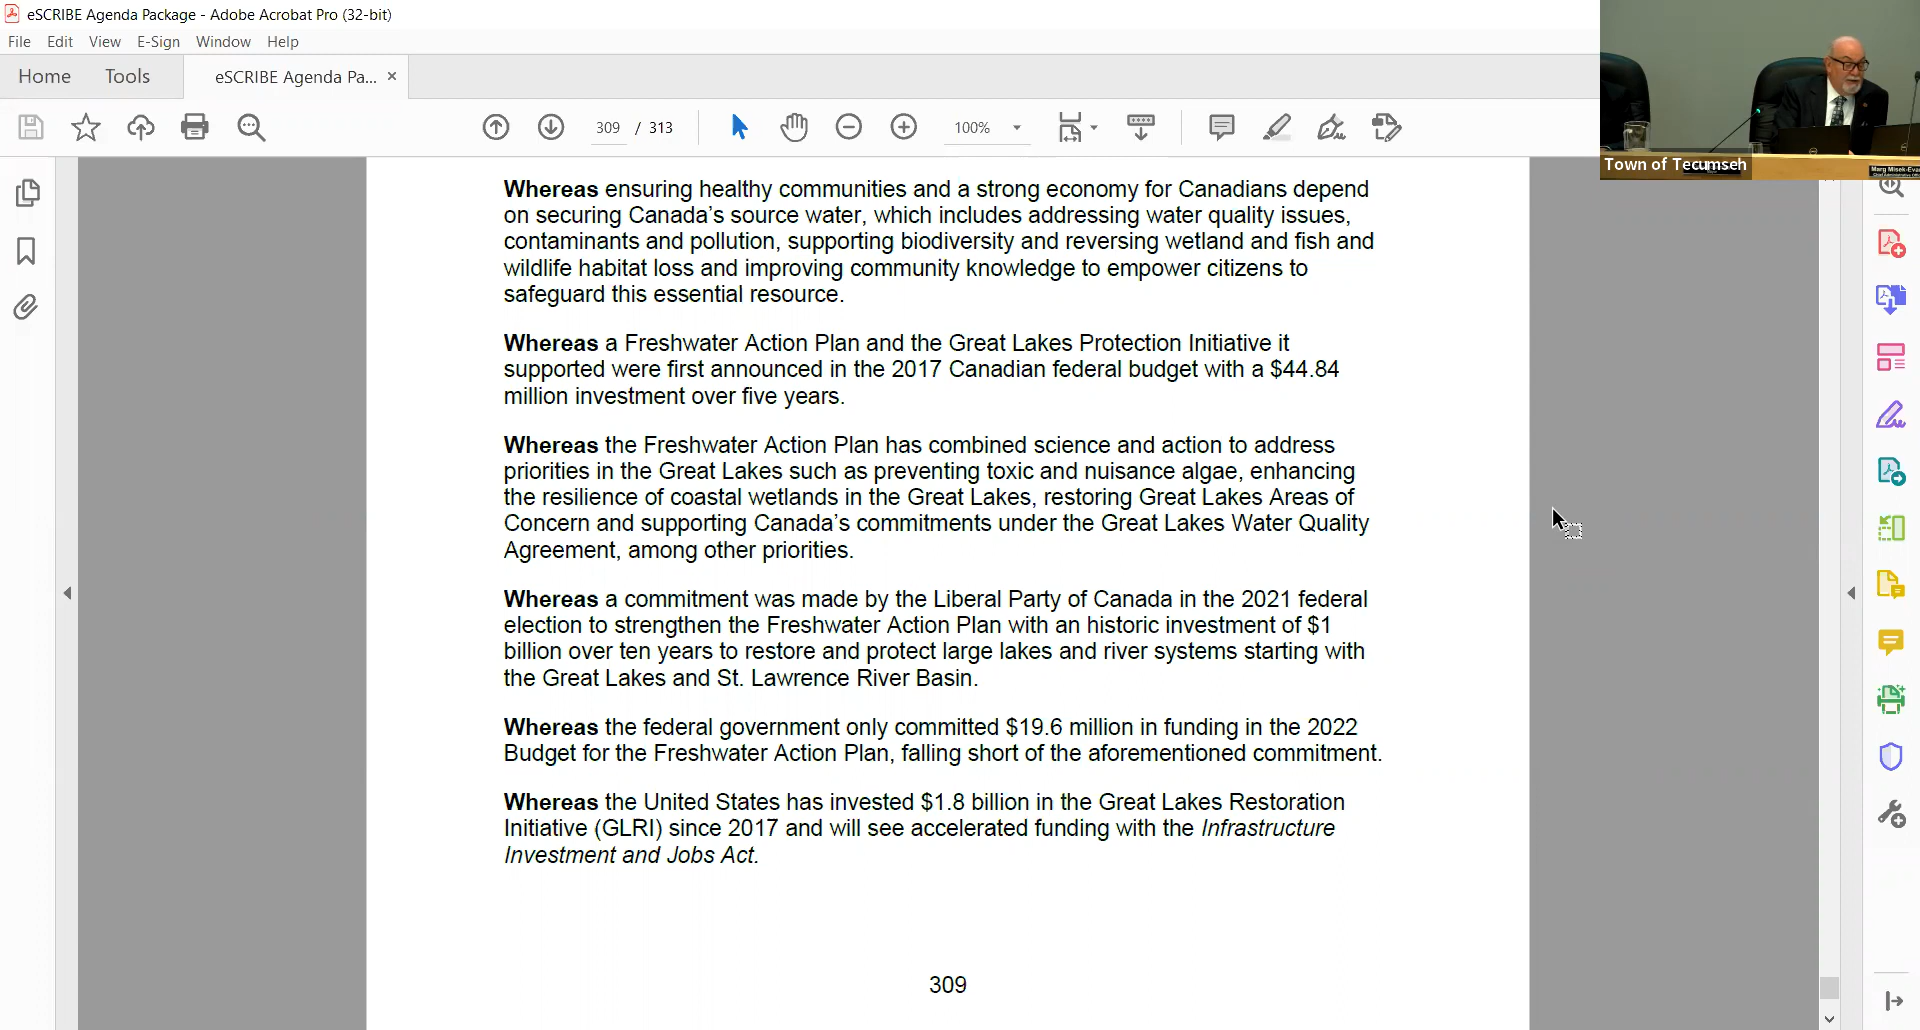 eSCRIBE Agenda Package - Adobe Acrobat Pro (32-bit)
File Edit View E-Sign Window Help
Home Tools eSCRIBE Agenda Pa... ×
309 / 313 100%
Town of Tecumseh
Marg Misek-Evans
Whereas ensuring healthy communities and a strong economy for Canadians depend
on securing Canada's source water, which includes addressing water quality issues,
contaminants and pollution, supporting biodiversity and reversing wetland and fish and
wildlife habitat loss and improving community knowledge to empower citizens to
safeguard this essential resource.
Whereas a Freshwater Action Plan and the Great Lakes Protection Initiative it
supported were first announced in the 2017 Canadian federal budget with a $44.84
million investment over five years.
Whereas the Freshwater Action Plan has combined science and action to address
priorities in the Great Lakes such as preventing toxic and nuisance algae, enhancing
the resilience of coastal wetlands in the Great Lakes, restoring Great Lakes Areas of
Concern and supporting Canada's commitments under the Great Lakes Water Quality
Agreement, among other priorities.
Whereas a commitment was made by the Liberal Party of Canada in the 2021 federal
election to strengthen the Freshwater Action Plan with an historic investment of $1
billion over ten years to restore and protect large lakes and river systems starting with
the Great Lakes and St. Lawrence River Basin.
Whereas the federal government only committed $19.6 million in funding in the 2022
Budget for the Freshwater Action Plan, falling short of the aforementioned commitment.
Whereas the United States has invested $1.8 billion in the Great Lakes Restoration
Initiative (GLRI) since 2017 and will see accelerated funding with the Infrastructure
Investment and Jobs Act.
309